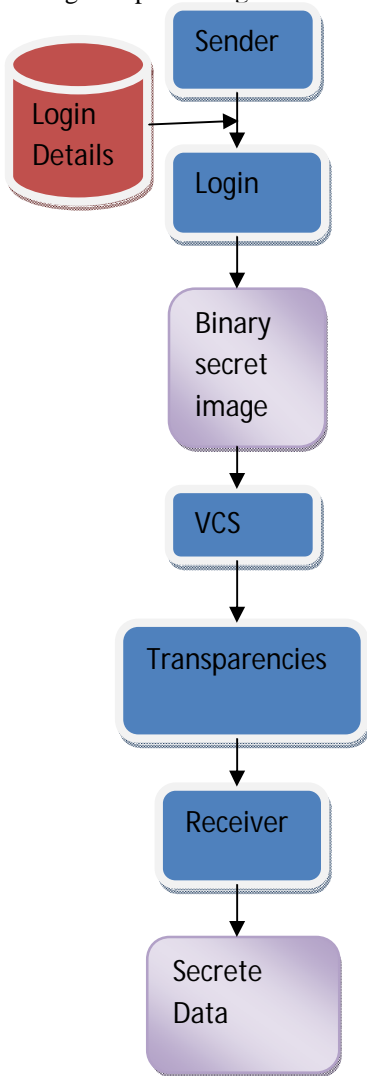 Sender
Login
Details
Login
Binary
secret
image
VCS
Transparencies
Receiver
Secrete
Data